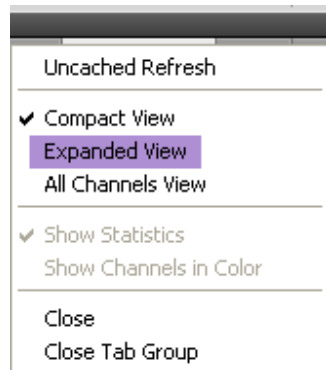 Uncached Refresh
Compact View
Expanded View
All Channels View
Show Statistics
Show Channels in Color
Close
Close Tab Group